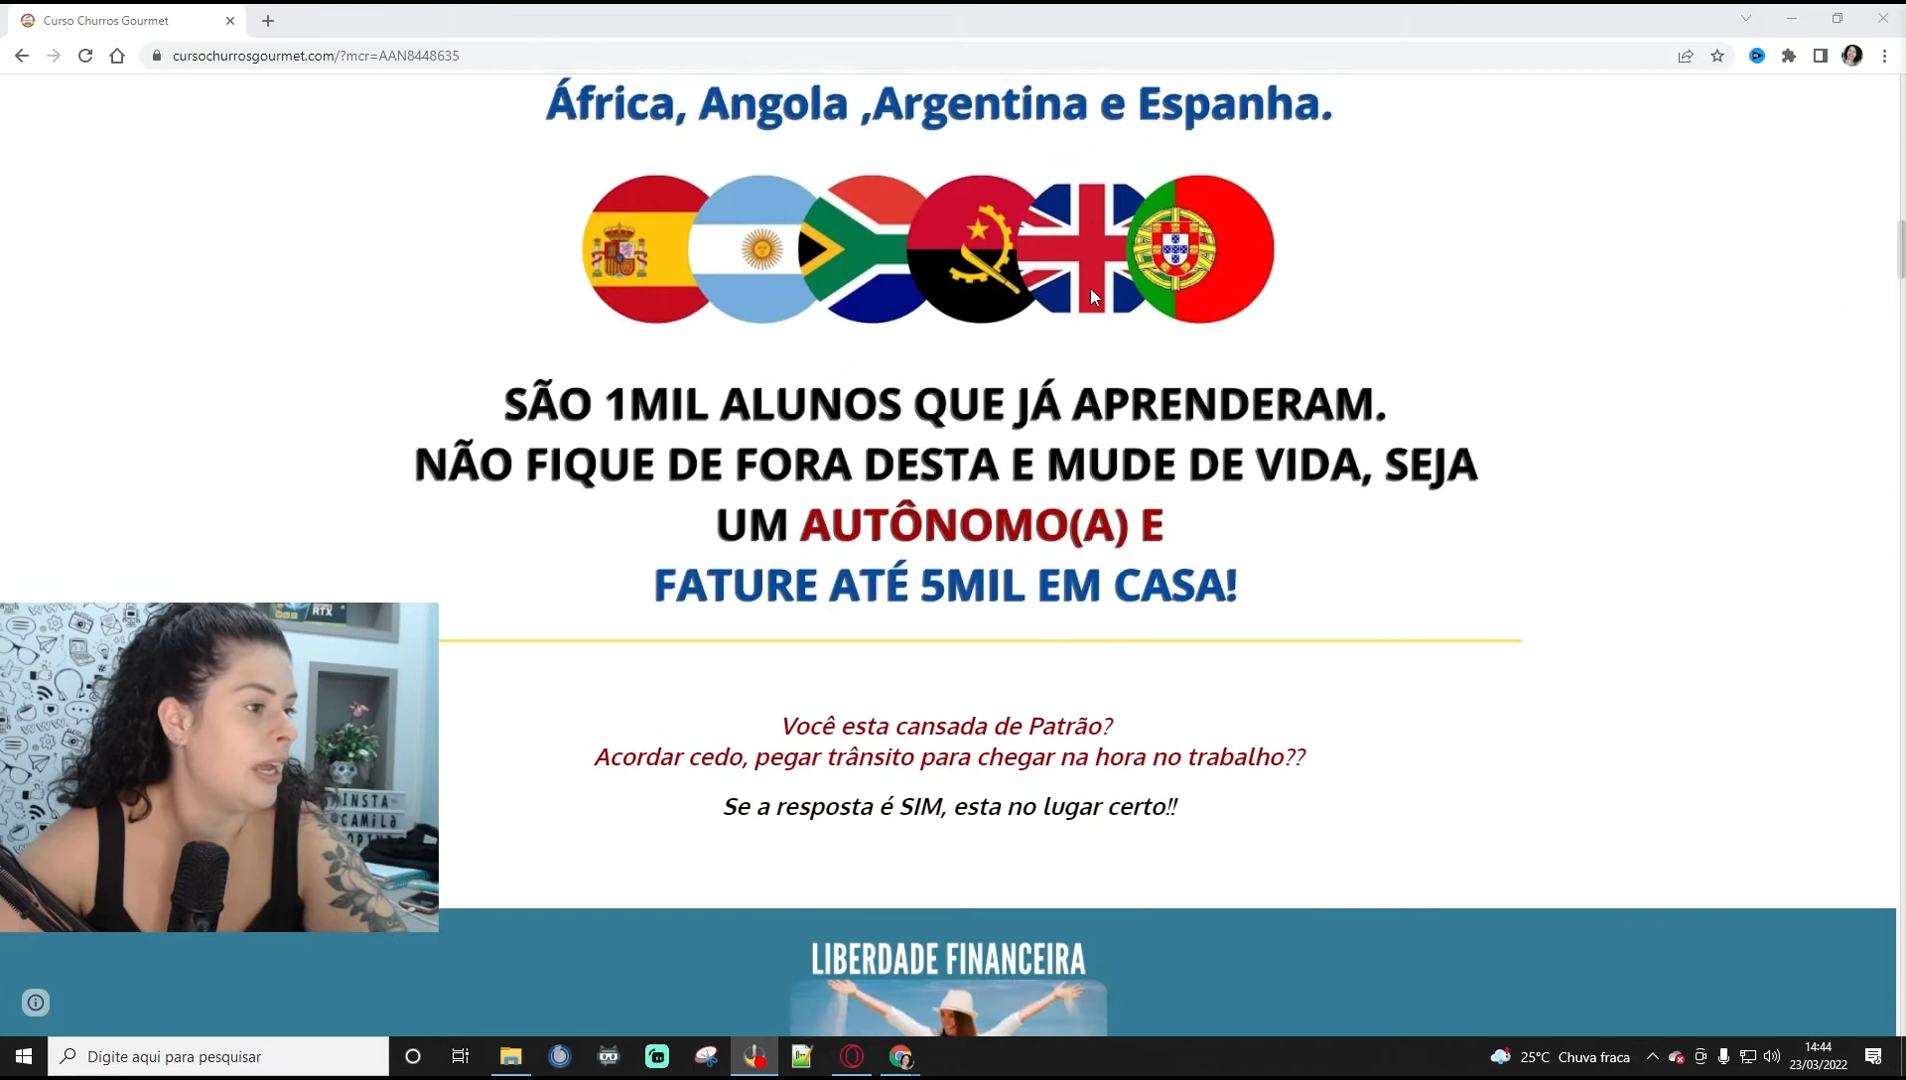 Curso Churros Gourmet
cursochurrosgourmet.com/?mcr=AAN8448635
África, Angola ,Argentina e Espanha.
SÃO 1MIL ALUNOS QUE JÁ APRENDERAM.
NÃO FIQUE DE FORA DESTA E MUDE DE VIDA, SEJA
UM AUTÔNOMO(A) E
FATURE ATÉ 5MIL EM CASA!
RTX
INSTA
@CAMILA
Você esta cansada de Patrão?
Acordar cedo, pegar trânsito para chegar na hora no trabalho??
Se a resposta é SIM, esta no lugar certo!!
LIBERDADE FINANCEIRA
Digite aqui para pesquisar
25°C Chuva fraca
14:44
23/03/2022